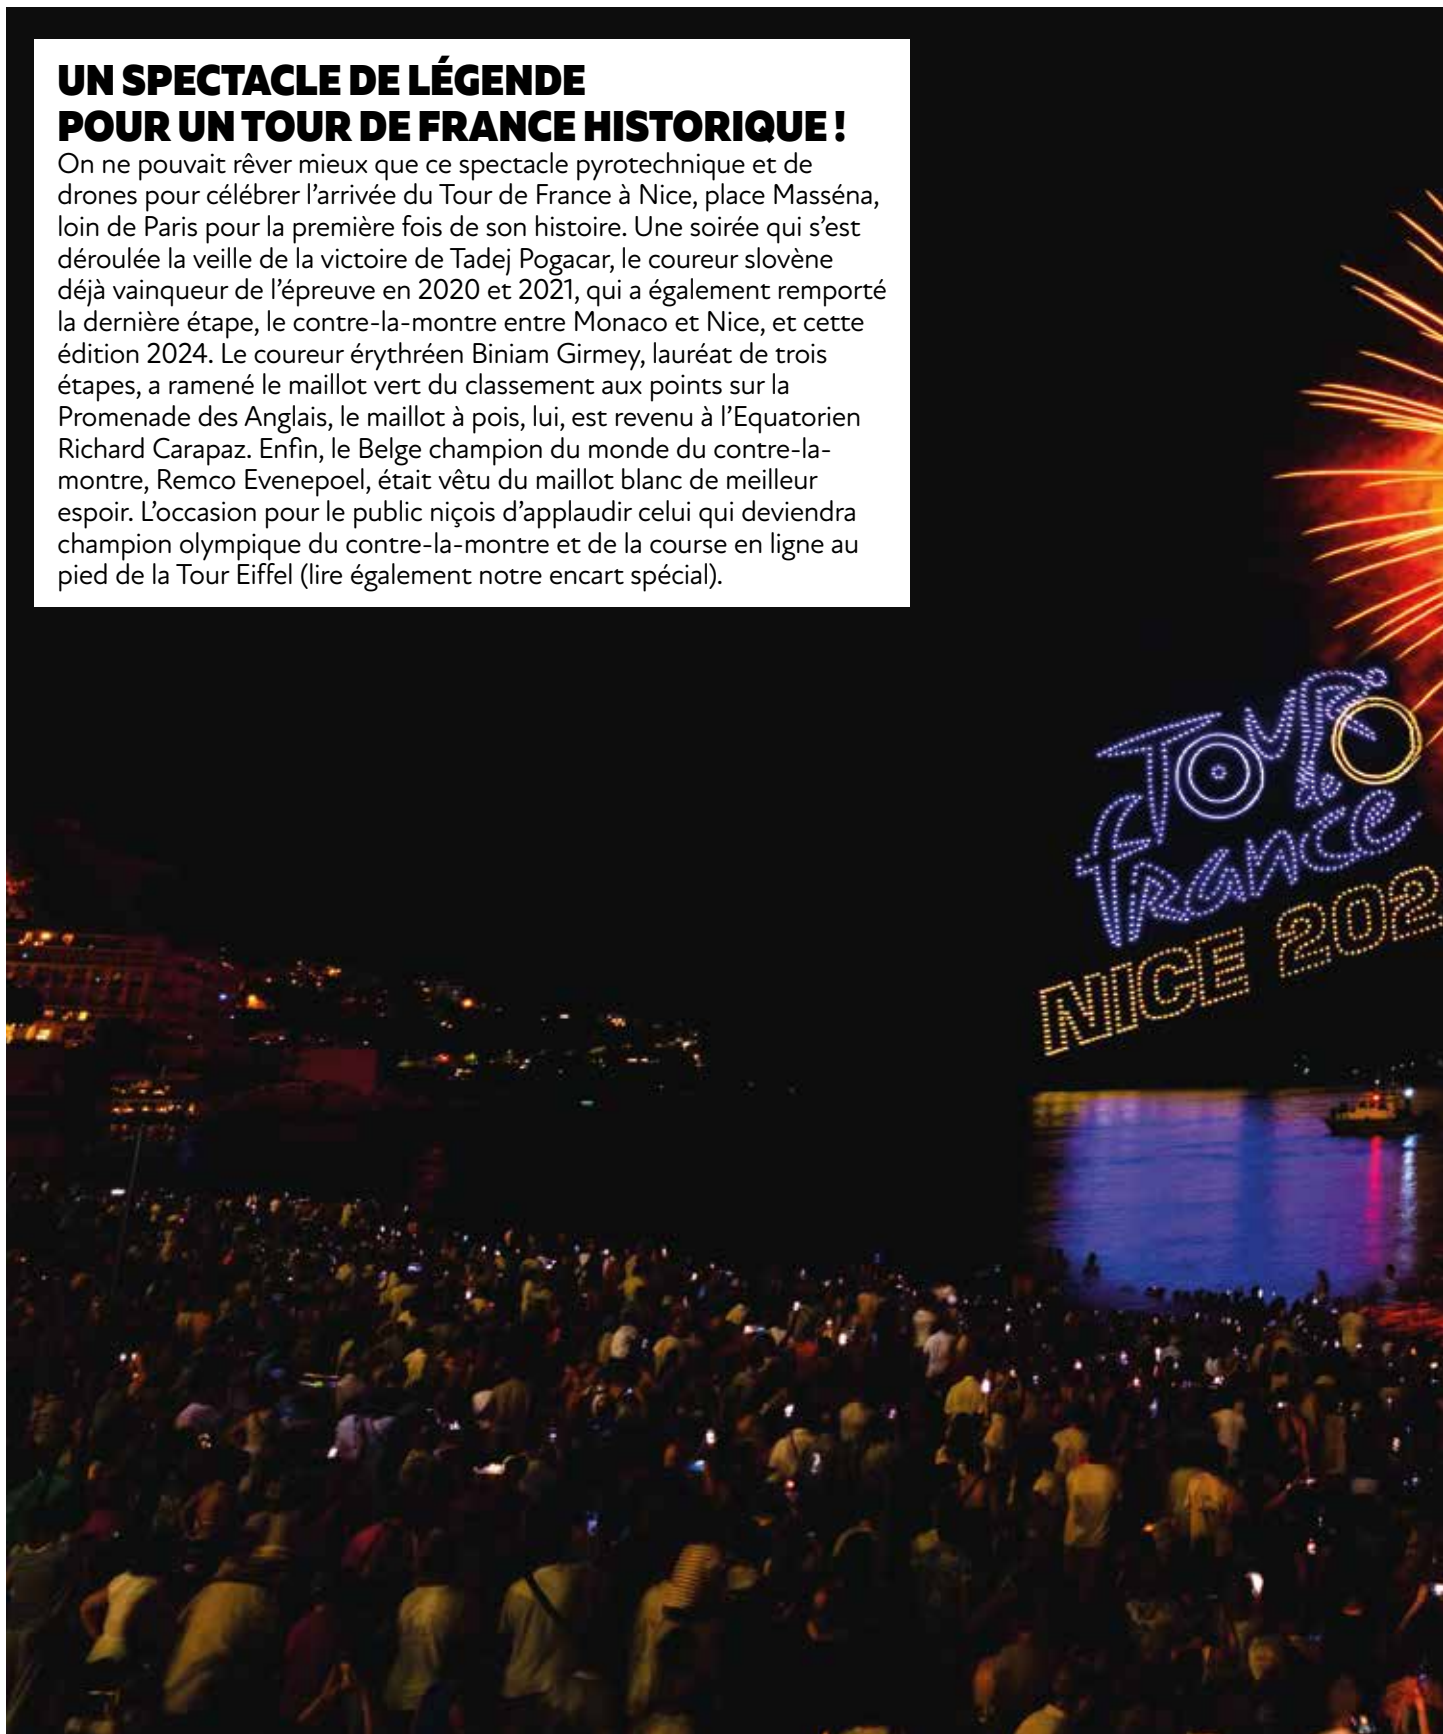 UN SPECTACLE DE LÉGENDE
POUR UN TOUR DE FRANCE HISTORIQUE !
On ne pouvait rêver mieux que ce spectacle pyrotechnique et de
drones pour célébrer l’arrivée du Tour de France à Nice, place Masséna,
loin de Paris pour la première fois de son histoire. Une soirée qui s’est
déroulée la veille de la victoire de Tadej Pogacar, le coureur slovène
déjà vainqueur de l’épreuve en 2020 et 2021, qui a également remporté
la dernière étape, le contre-la-montre entre Monaco et Nice, et cette
édition 2024. Le coureur érythréen Biniam Girmey, lauréat de trois
étapes, a ramené le maillot vert du classement aux points sur la
Promenade des Anglais, le maillot à pois, lui, est revenu à l’Equatorien
Richard Carapaz. Enfin, le Belge champion du monde du contre-la-
montre, Remco Evenepoel, était vêtu du maillot blanc de meilleur
espoir. L’occasion pour le public niçois d’applaudir celui qui deviendra
champion olympique du contre-la-montre et de la course en ligne au
pied de la Tour Eiffel (lire également notre encart spécial).
TOUR
de
france
NICE 202